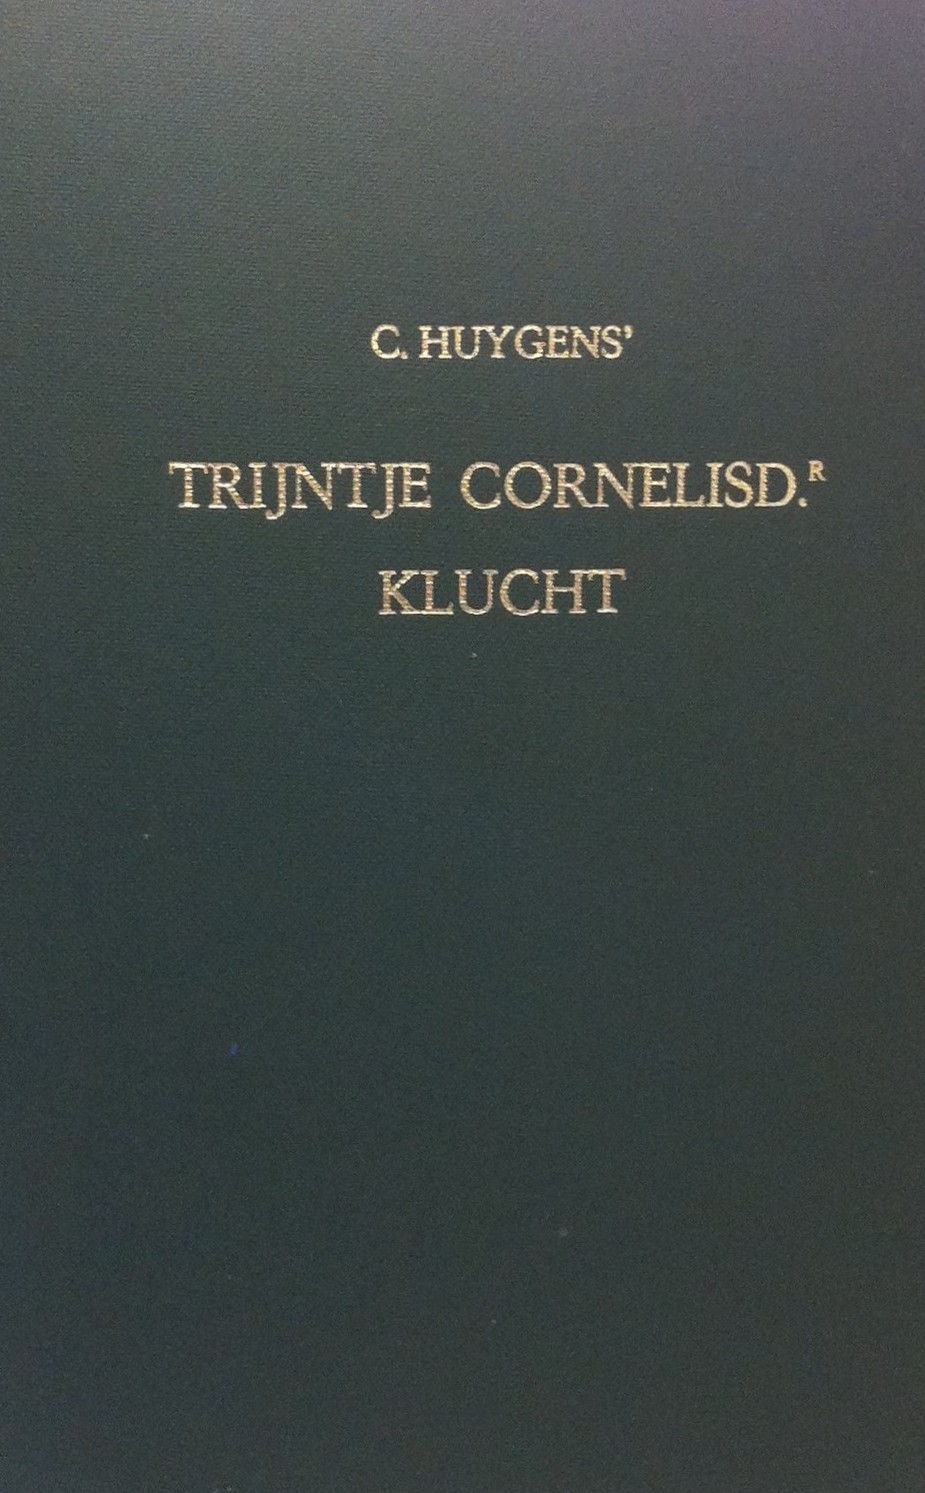 C. HUYGENS’
TRIJNTJE CORNELISD.ᴿ
KLUCHT